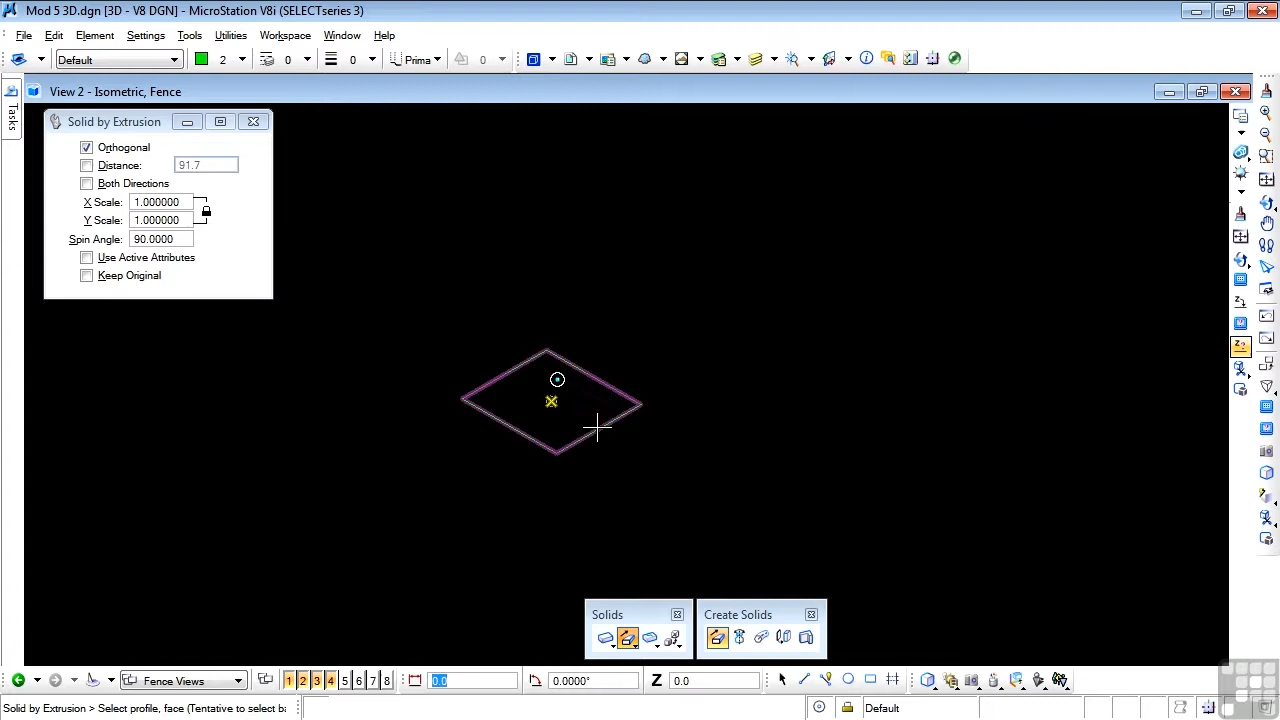 Mod 5 3D.dgn [3D - V8 DGN] - MicroStation V8i (SELECTseries 3)
File Edit Element Settings Tools Utilities Workspace Window Help
Default 2 0 0 Prima 0
Tasks
View 2 - Isometric, Fence
Solid by Extrusion
Orthogonal
Distance: 91.7
Both Directions
X Scale: 1.000000
Y Scale: 1.000000
Spin Angle: 90.0000
Use Active Attributes
Keep Original
Solids Create Solids
Fence Views 1 2 3 4 5 6 7 8 0.0 0.0000° Z 0.0
Solid by Extrusion > Select profile, face (Tentative to select ba Default